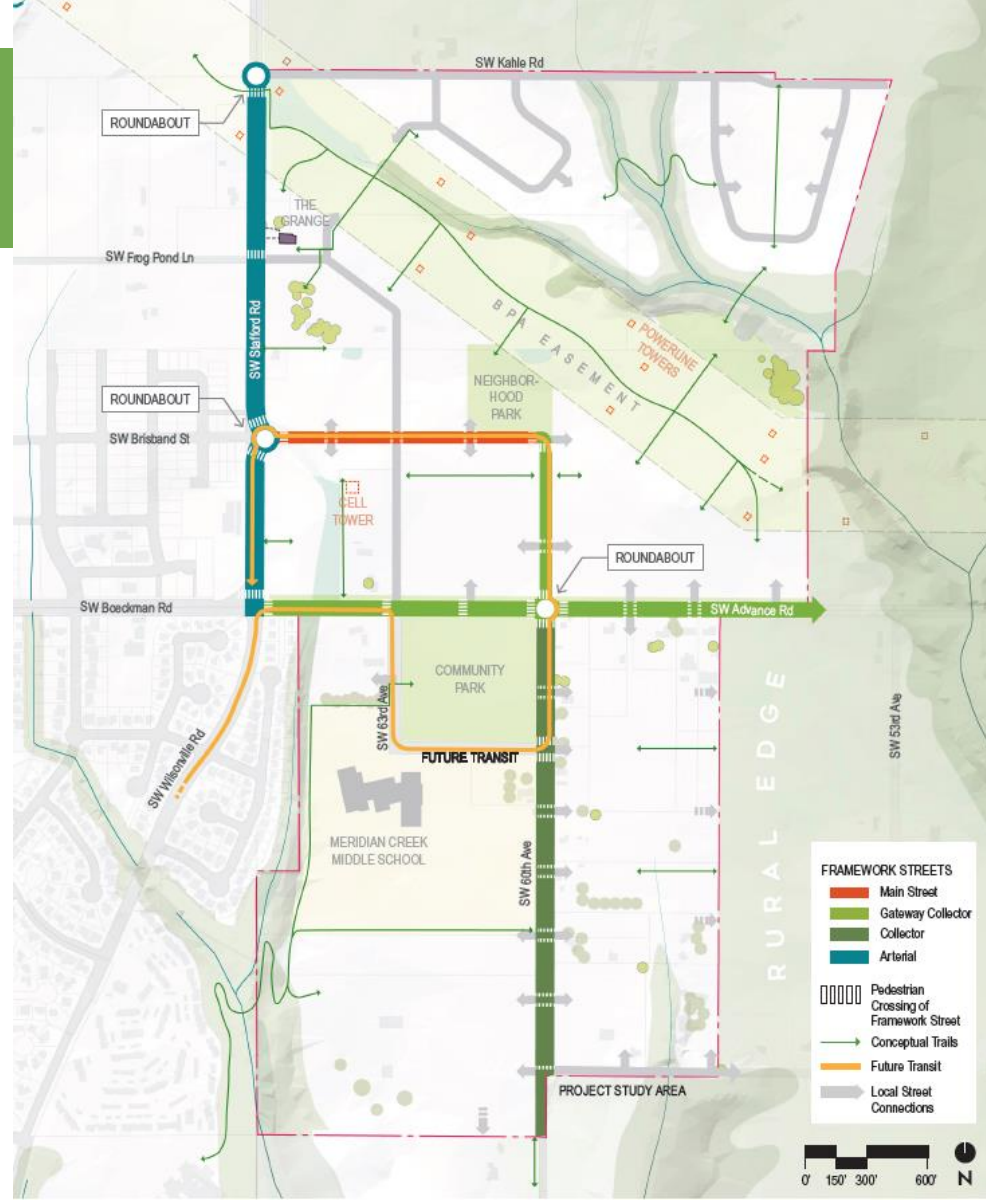 SW Kahle Rd
ROUNDABOUT
THE
GRANGE
SW Frog Pond Ln
SW Stafford Rd
BPA EASEMENT
POWERLINE
TOWERS
NEIGHBOR-
HOOD
PARK
ROUNDABOUT
SW Brisband St
CELL
TOWER
ROUNDABOUT
SW Boeckman Rd
SW Advance Rd
COMMUNITY
PARK
SW 63rd Ave
SW 53rd Ave
SW Wilsonville Rd
FUTURE TRANSIT
MERIDIAN CREEK
MIDDLE SCHOOL
SW 60th Ave
RURAL EDGE
PROJECT STUDY AREA
FRAMEWORK STREETS
Main Street
Gateway Collector
Collector
Arterial
Pedestrian
Crossing of
Framework Street
Conceptual Trails
Future Transit
Local Street
Connections
0' 150' 300' 600'
N